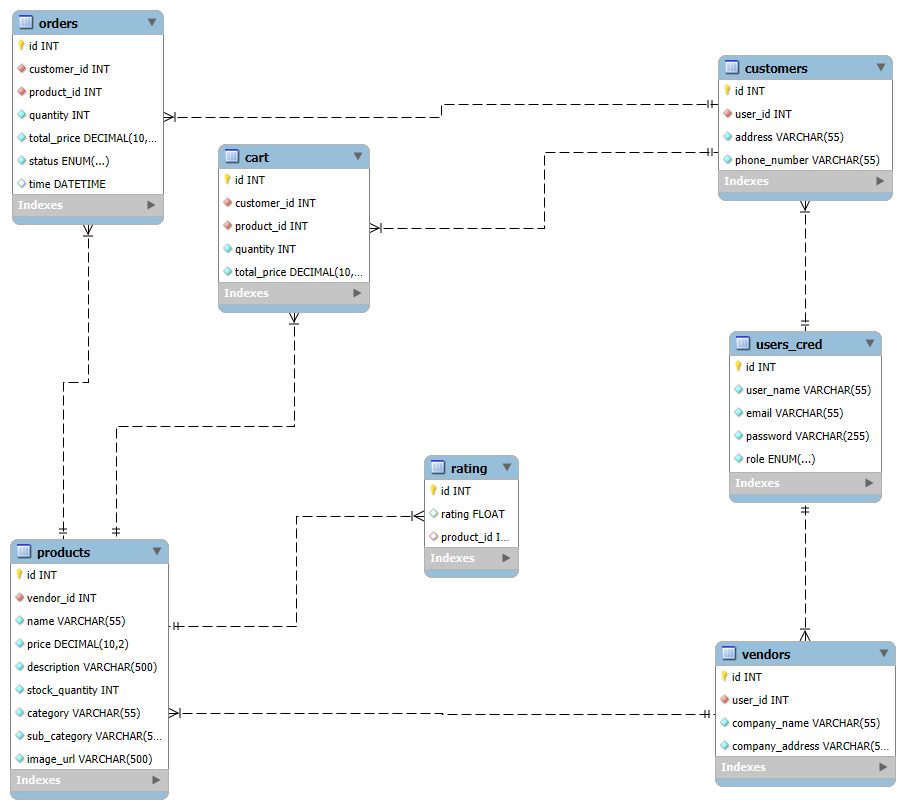 orders
id INT
customer_id INT
product_id INT
quantity INT
total_price DECIMAL(10,...
status ENUM(...)
time DATETIME
Indexes
customers
id INT
user_id INT
address VARCHAR(55)
phone_number VARCHAR(55)
Indexes
cart
id INT
customer_id INT
product_id INT
quantity INT
total_price DECIMAL(10,...
Indexes
users_cred
id INT
user_name VARCHAR(55)
email VARCHAR(55)
password VARCHAR(255)
role ENUM(...)
Indexes
rating
id INT
rating FLOAT
product_id I...
Indexes
products
id INT
vendor_id INT
name VARCHAR(55)
price DECIMAL(10,2)
description VARCHAR(500)
stock_quantity INT
category VARCHAR(55)
sub_category VARCHAR(5...
image_url VARCHAR(500)
Indexes
vendors
id INT
user_id INT
company_name VARCHAR(55)
company_address VARCHAR(5...
Indexes